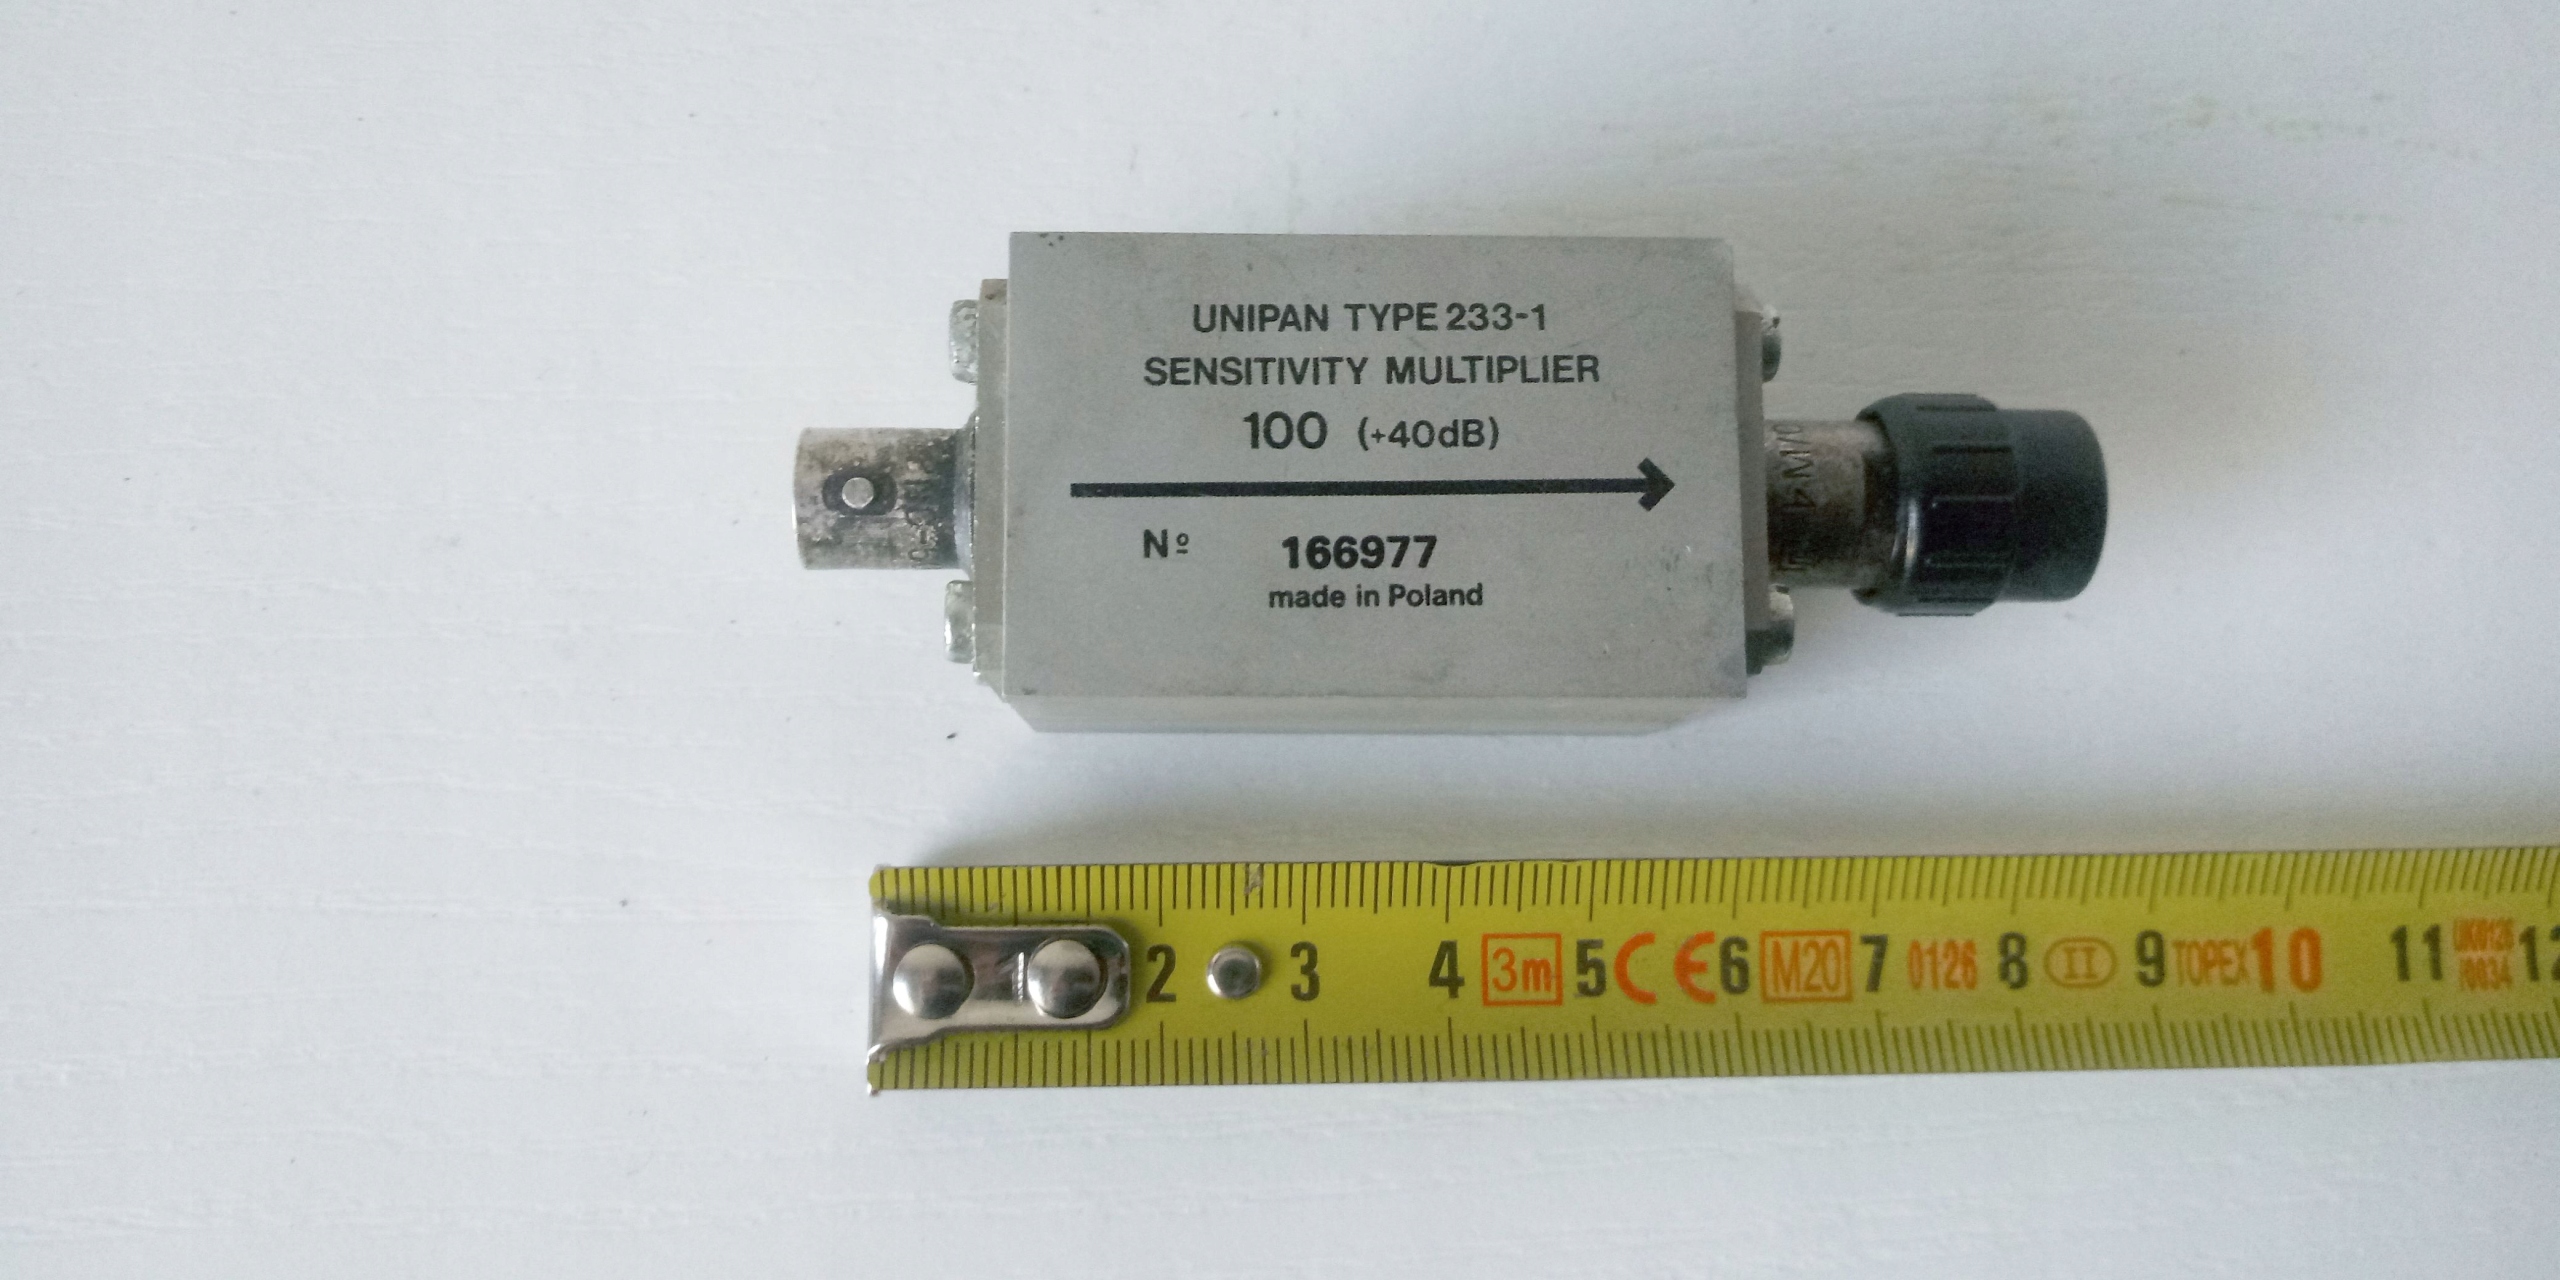 UNIPAN TYPE 233-1
SENSITIVITY MULTIPLIER
100 (+40dB)
Nº 166977
made in Poland
2 3 4 3m 5 CE 6 M20 7 0126 8 II 9 TOPEX 10 11 12